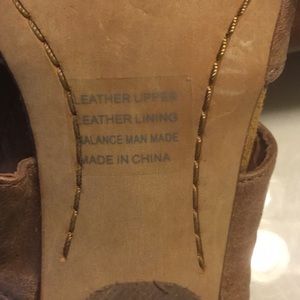 LEATHER UPPER
LEATHER LINING
BALANCE MAN MADE
MADE IN CHINA